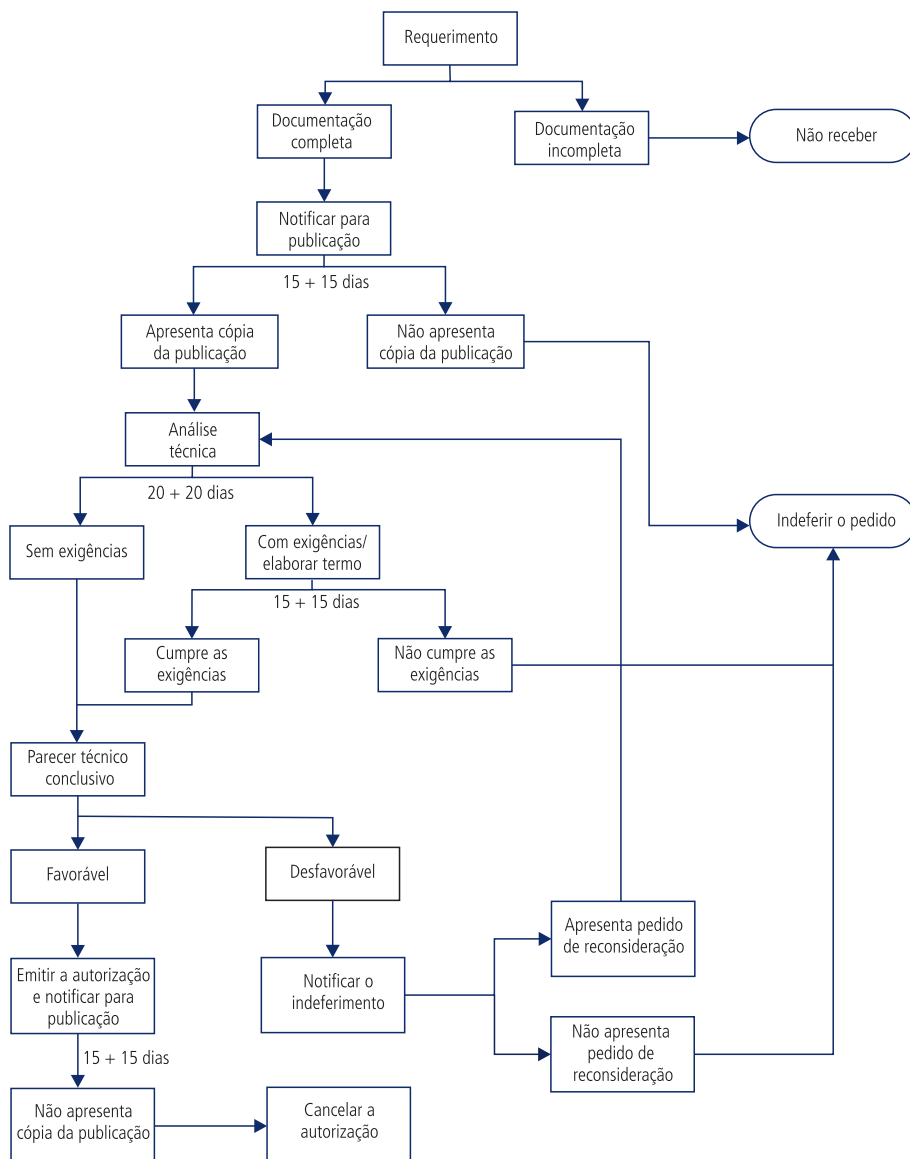 Requerimento
Documentação
completa
Documentação
incompleta
Não receber
Notificar para
publicação
15 + 15 dias
Apresenta cópia
da publicação
Não apresenta
cópia da publicação
Análise
técnica
20 + 20 dias
Indeferir o pedido
Sem exigências
Com exigências/
elaborar termo
15 + 15 dias
Cumpre as
exigências
Não cumpre as
exigências
Parecer técnico
conclusivo
Favorável
Desfavorável
Apresenta pedido
de reconsideração
Emitir a autorização
e notificar para
publicação
Notificar o
indeferimento
Não apresenta
pedido de
reconsideração
15 + 15 dias
Não apresenta
cópia da publicação
Cancelar a
autorização